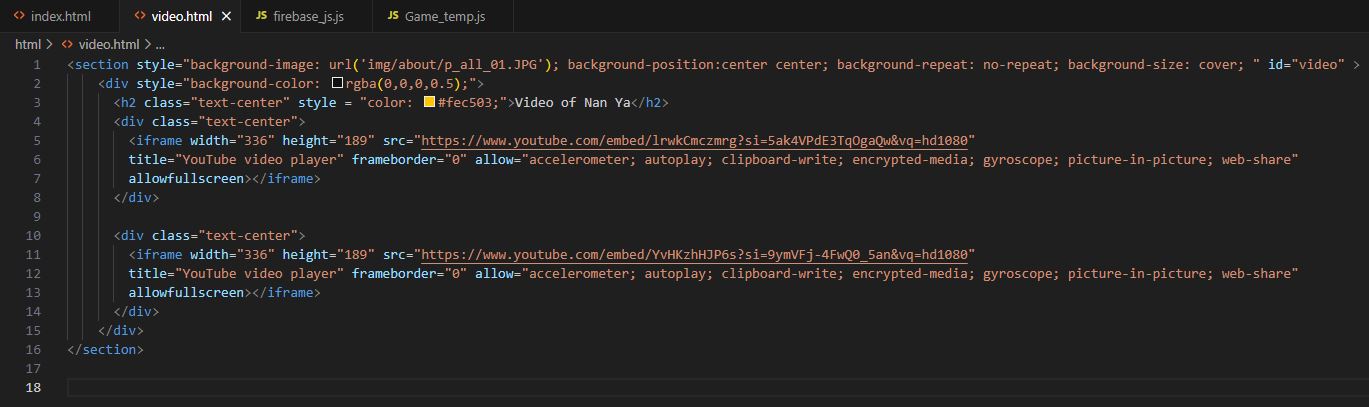 index.html video.html × JS firebase_js.js JS Game_temp.js
html > video.html > ...
1 <section style="background-image: url('img/about/p_all_01.JPG'); background-position:center center; background-repeat: no-repeat; background-size: cover; " id="video" >
2 <div style="background-color: rgba(0,0,0,0.5);">
3 <h2 class="text-center" style = "color: #fec503;">Video of Nan Ya</h2>
4 <div class="text-center">
5 <iframe width="336" height="189" src="https://www.youtube.com/embed/lrwkCmczmrg?si=5ak4VPdE3TqOgaQw&vq=hd1080"
6 title="YouTube video player" frameborder="0" allow="accelerometer; autoplay; clipboard-write; encrypted-media; gyroscope; picture-in-picture; web-share"
7 allowfullscreen></iframe>
8 </div>
9
10 <div class="text-center">
11 <iframe width="336" height="189" src="https://www.youtube.com/embed/YvHKzhHJP6s?si=9ymVFj-4FwQ0_5an&vq=hd1080"
12 title="YouTube video player" frameborder="0" allow="accelerometer; autoplay; clipboard-write; encrypted-media; gyroscope; picture-in-picture; web-share"
13 allowfullscreen></iframe>
14 </div>
15 </div>
16 </section>
17
18